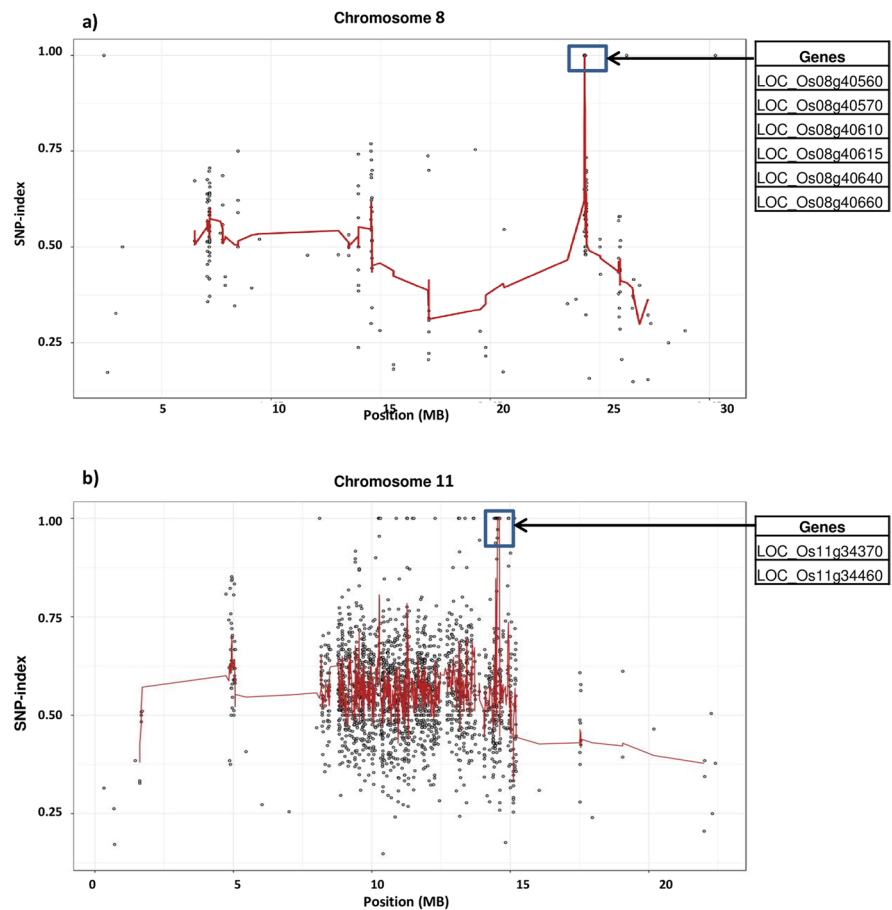 a)
Chromosome 8
1.00
0.75
0.50
0.25
SNP-index
5
10
15
20
25
30
Position (MB)
Genes
LOC_Os08g40560
LOC_Os08g40570
LOC_Os08g40610
LOC_Os08g40615
LOC_Os08g40640
LOC_Os08g40660
b)
Chromosome 11
1.00
0.75
0.50
0.25
SNP-index
0
5
10
15
20
Position (MB)
Genes
LOC_Os11g34370
LOC_Os11g34460